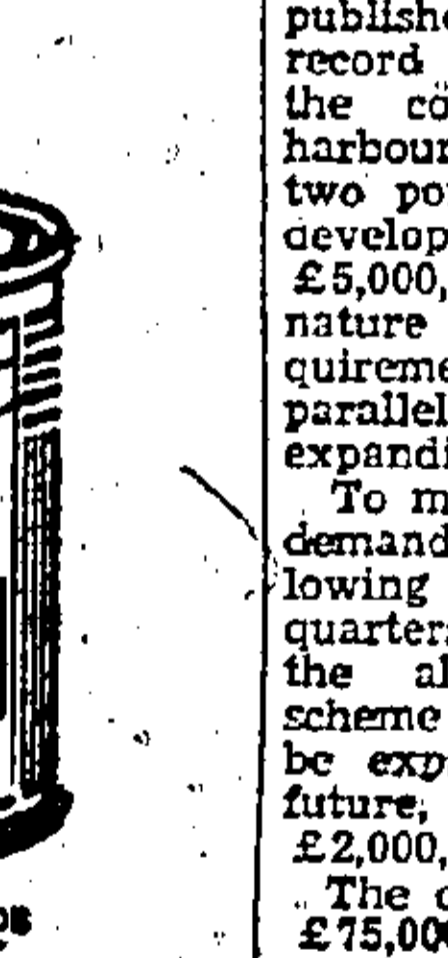 publishe
record
the co
harbour
two po
develop
£5,000,
nature
quireme
parallel
expandi
To m
demand
lowing
quarter
the al
scheme
be exp
future,
£2,000,
The c
£75,00